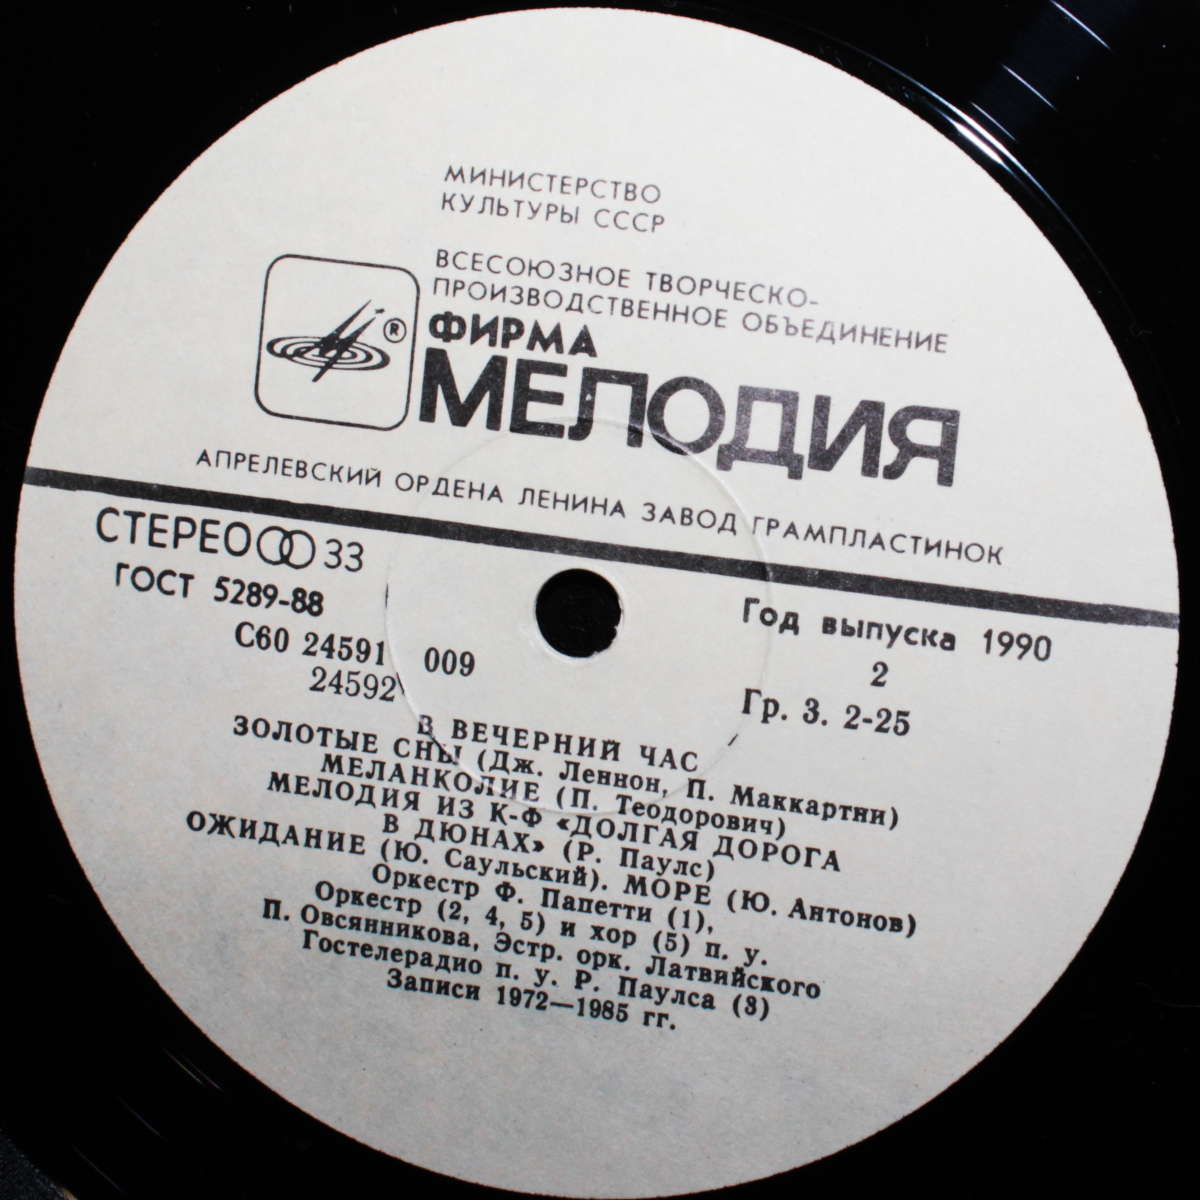 МИНИСТЕРСТВО
КУЛЬТУРЫ СССР
ВСЕСОЮЗНОЕ ТВОРЧЕСКО-
ПРОИЗВОДСТВЕННОЕ ОБЪЕДИНЕНИЕ
ФИРМА
®
МЕЛОДИЯ
АПРЕЛЕВСКИЙ ОРДЕНА ЛЕНИНА ЗАВОД ГРАМПЛАСТИНОК
СТЕРЕО 33
ГОСТ 5289-88
С60 24591 009
24592
Год выпуска 1990
2
Гр. 3. 2-25
В ВЕЧЕРНИЙ ЧАС
ЗОЛОТЫЕ СНЫ (Дж. Леннон, П. Маккартни)
МЕЛАНКОЛИЕ (П. Теодорович)
МЕЛОДИЯ ИЗ К-Ф «ДОЛГАЯ ДОРОГА
В ДЮНАХ» (Р. Паулс)
ОЖИДАНИЕ (Ю. Саульский). МОРЕ (Ю. Антонов)
Оркестр Ф. Папетти (1),
Оркестр (2, 4, 5) и хор (5) п. у.
П. Овсянникова, Эстр. орк. Латвийского
Гостелерадио п. у. Р. Паулса (3)
Записи 1972—1985 гг.